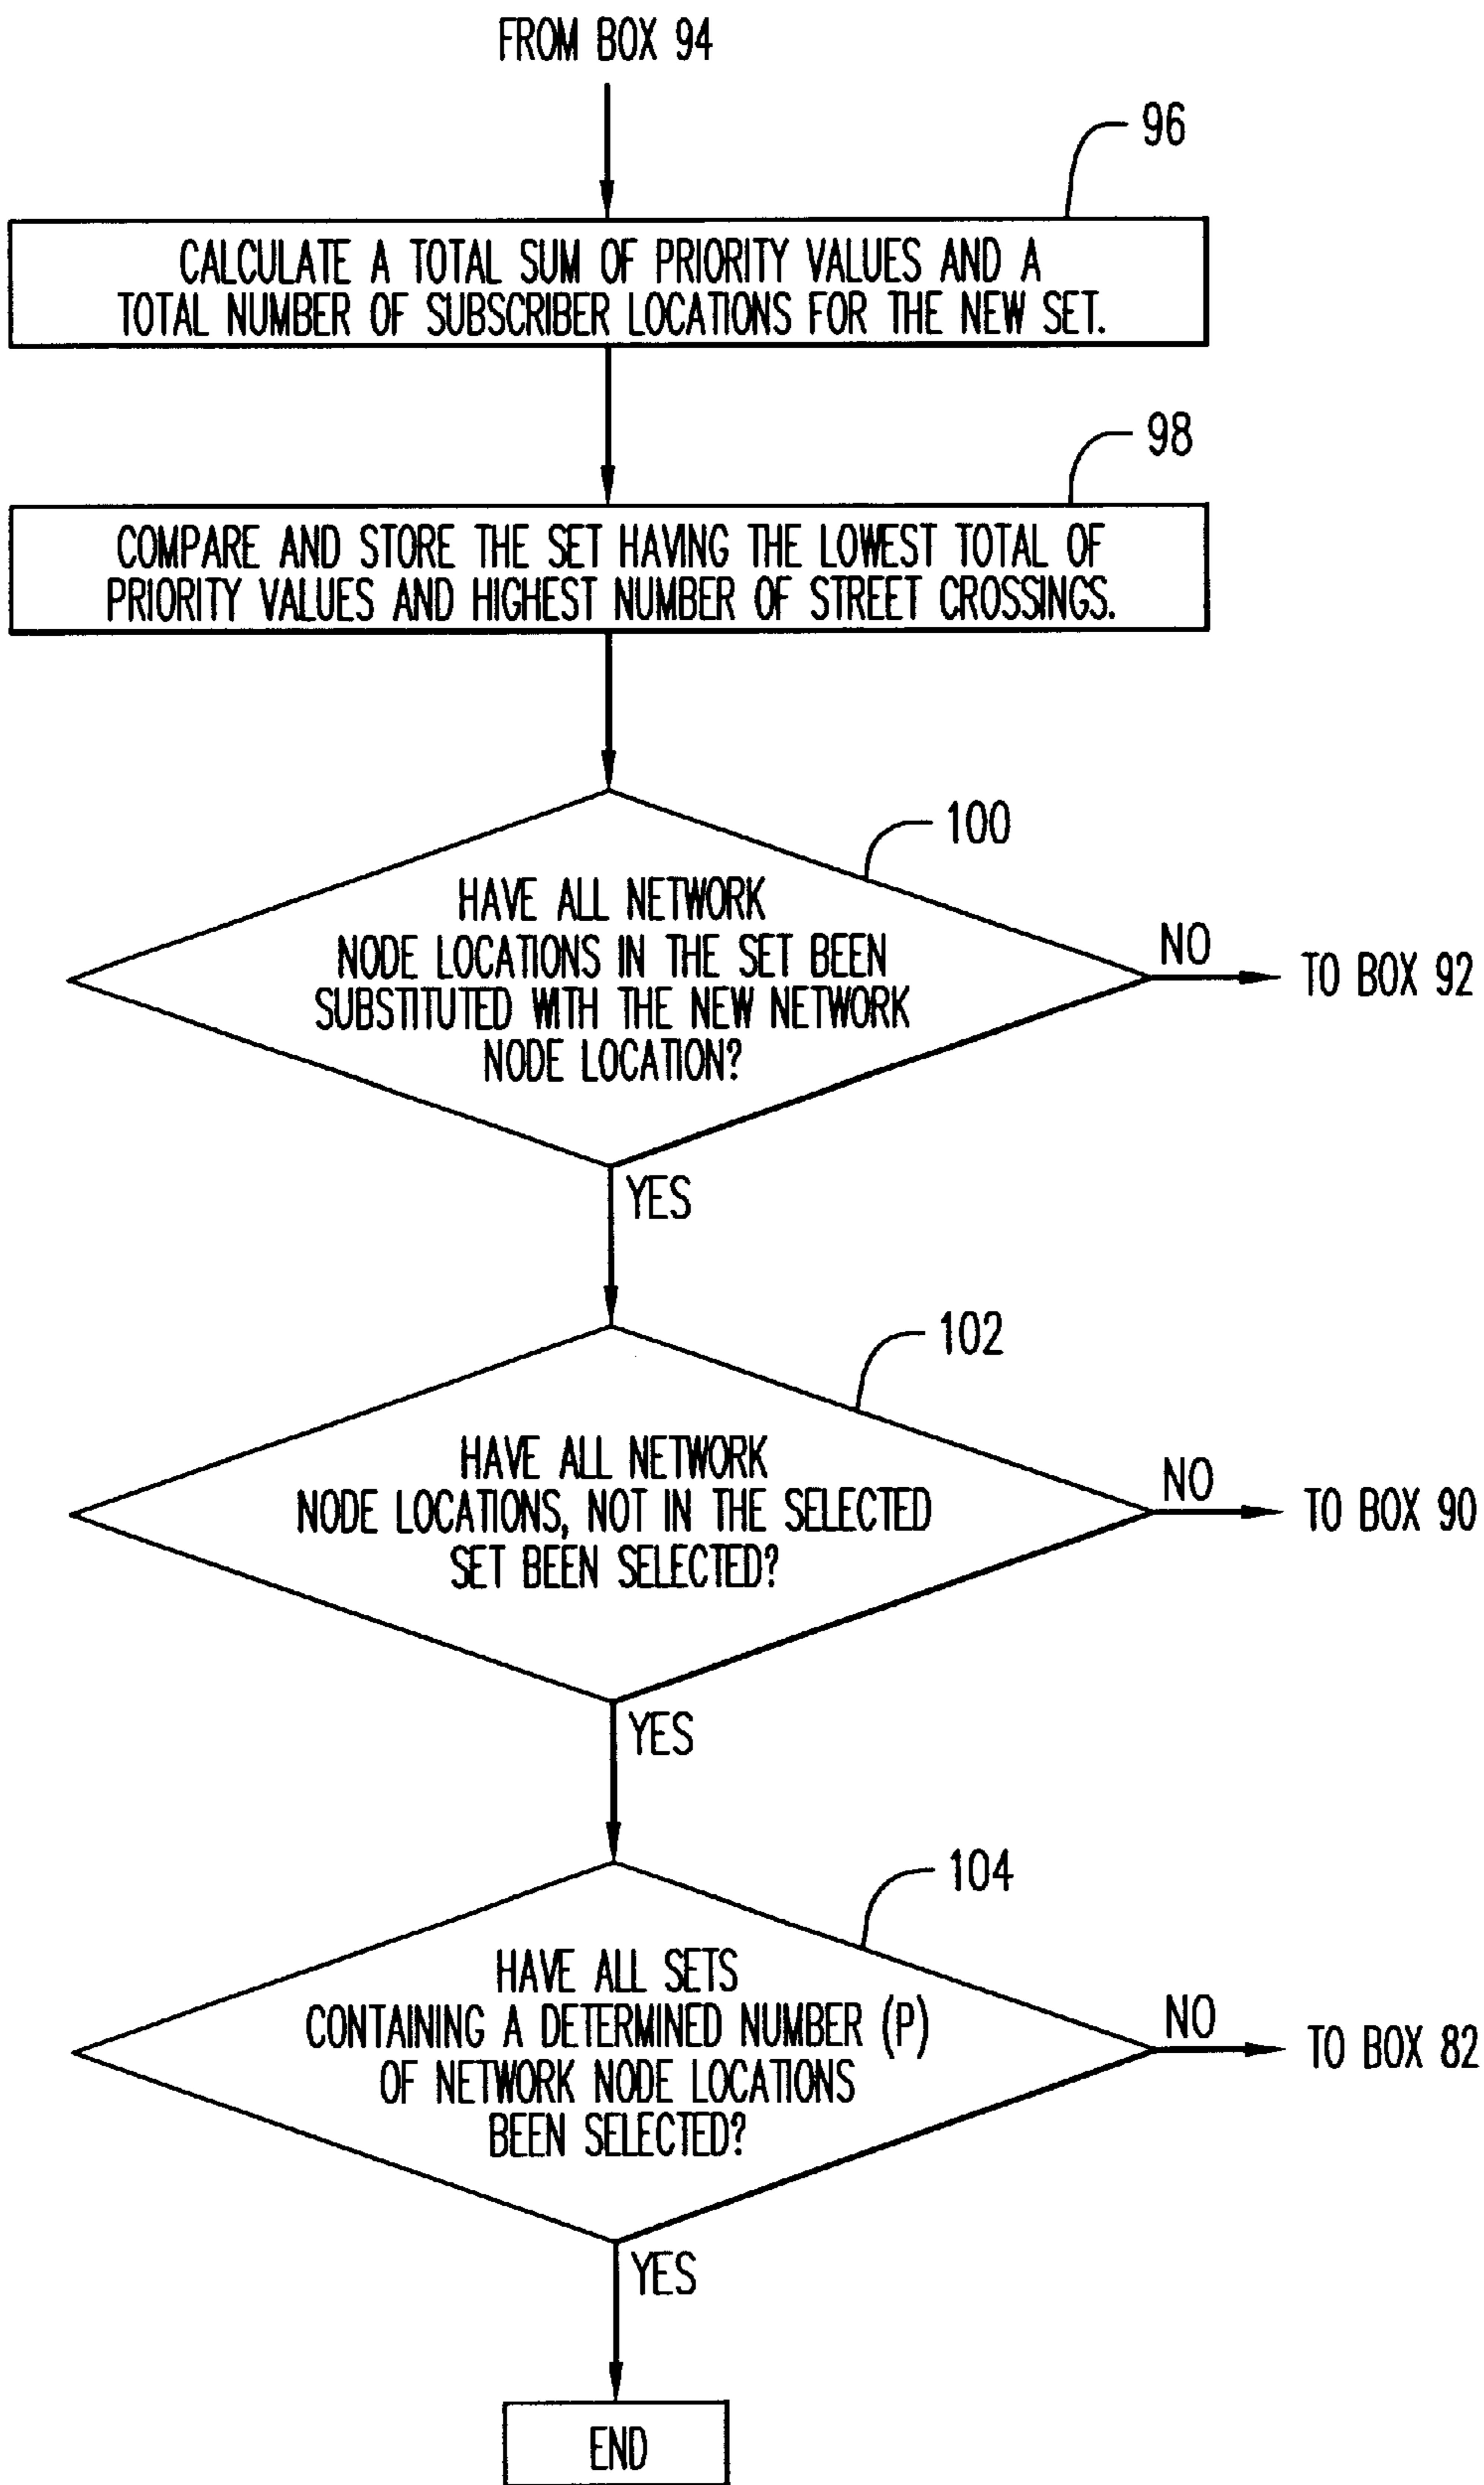 FROM BOX 94
96
CALCULATE A TOTAL SUM OF PRIORITY VALUES AND A
TOTAL NUMBER OF SUBSCRIBER LOCATIONS FOR THE NEW SET.
98
COMPARE AND STORE THE SET HAVING THE LOWEST TOTAL OF
PRIORITY VALUES AND HIGHEST NUMBER OF STREET CROSSINGS.
100
HAVE ALL NETWORK
NODE LOCATIONS IN THE SET BEEN
SUBSTITUTED WITH THE NEW NETWORK
NODE LOCATION?
NO
TO BOX 92
YES
102
HAVE ALL NETWORK
NODE LOCATIONS, NOT IN THE SELECTED
SET BEEN SELECTED?
NO
TO BOX 90
YES
104
HAVE ALL SETS
CONTAINING A DETERMINED NUMBER (P)
OF NETWORK NODE LOCATIONS
BEEN SELECTED?
NO
TO BOX 82
YES
END